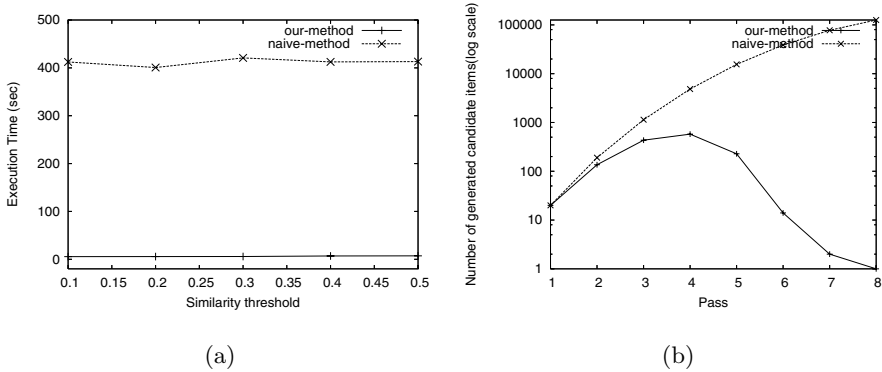 500
400
300
200
100
0
Execution Time (sec)
our-method
naive-method
0.1 0.15 0.2 0.25 0.3 0.35 0.4 0.45 0.5
Similarity threshold
(a)
100000
10000
1000
100
10
1
Number of generated candidate items(log scale)
our-method
naive-method
1 2 3 4 5 6 7 8
Pass
(b)